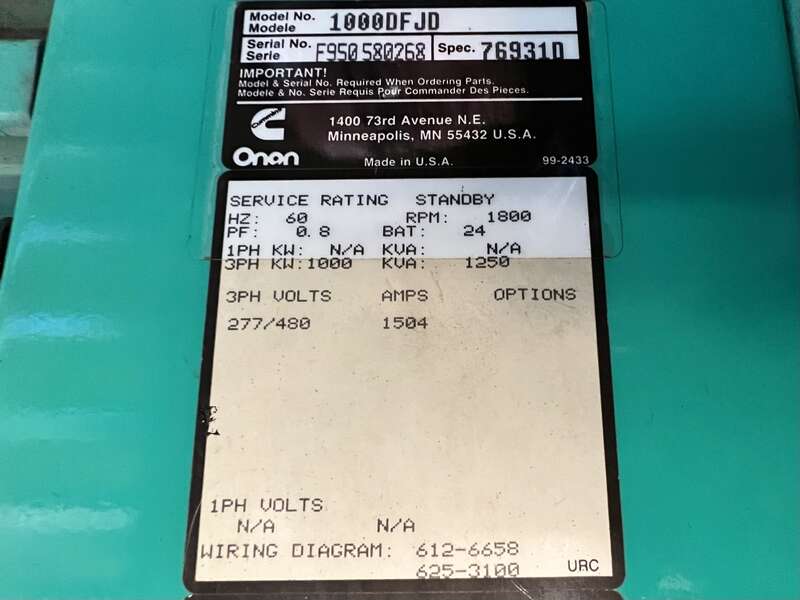 Model No. 1000DFJD
Modele
Serial No. F950580268 Spec. 76931D
Serie
IMPORTANT!
Model & Serial No. Required When Ordering Parts.
Modele & No. Serie Requis Pour Commander Des Pieces.
1400 73rd Avenue N.E.
Minneapolis, MN 55432 U.S.A.
Onan Made in U.S.A. 99-2433
SERVICE RATING STANDBY
HZ: 60 RPM: 1800
PF: 0.8 BAT: 24
1PH KW: N/A KVA: N/A
3PH KW:1000 KVA: 1250
3PH VOLTS AMPS OPTIONS
277/480 1504
1PH VOLTS
N/A N/A
WIRING DIAGRAM: 612-6658
625-3100 URC